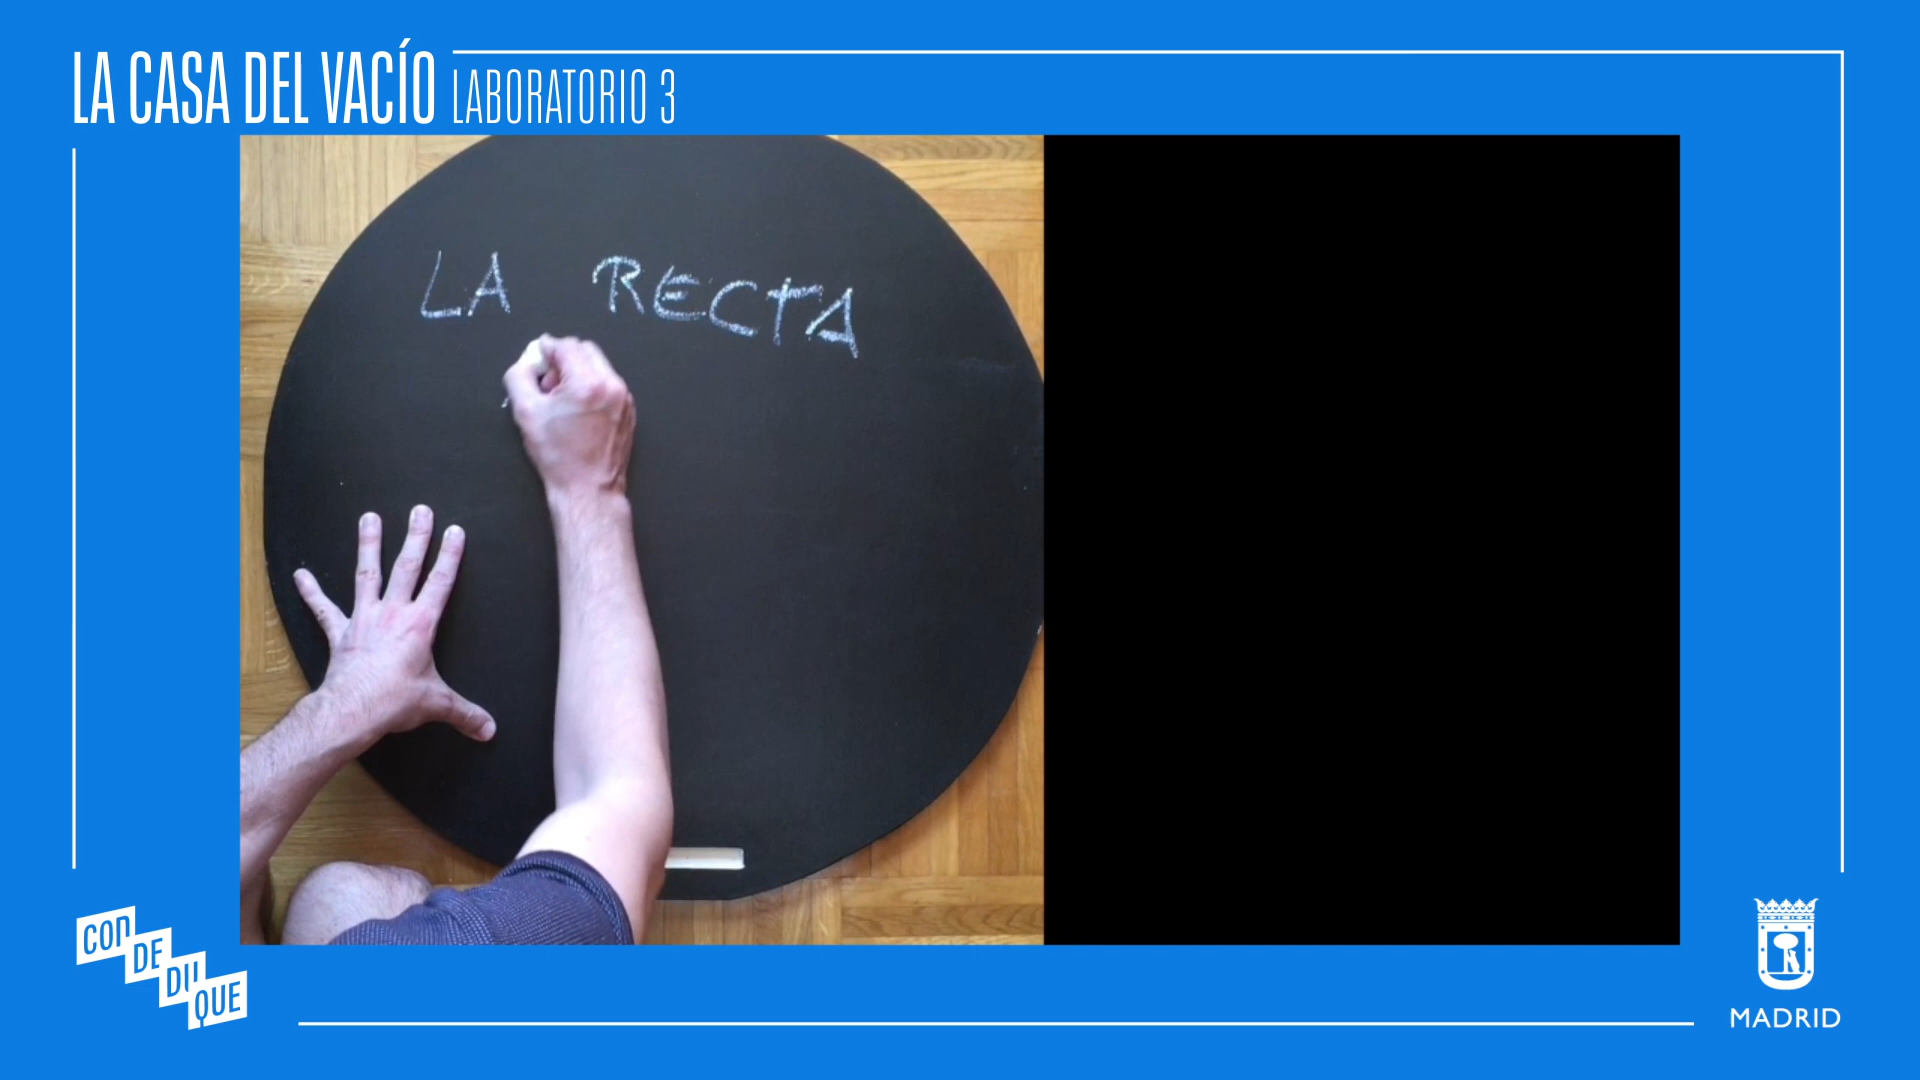 LA CASA DEL VACÍO LABORATORIO 3
LA RECTA
CON
DE
DU
QUE
MADRID